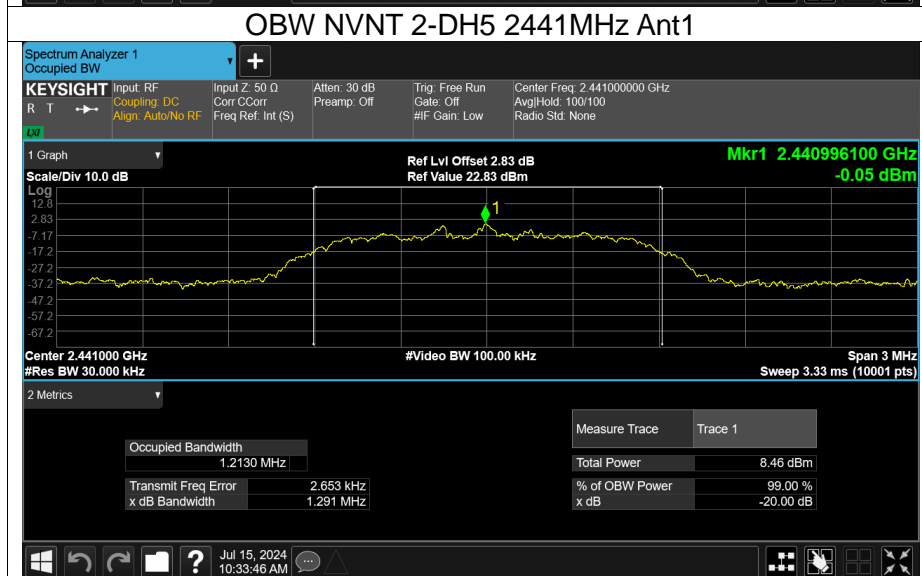 OBW NVNT 2-DH5 2441MHz Ant1
Spectrum Analyzer 1
Occupied BW
+
KEYSIGHT Input: RF Input Z: 50 Ω Atten: 30 dB Trig: Free Run Center Freq: 2.441000000 GHz
R T Coupling: DC Corr CCorr Preamp: Off Gate: Off Avg|Hold: 100/100
Align: Auto/No RF Freq Ref: Int (S) #IF Gain: Low Radio Std: None
LXI
1 Graph Ref Lvl Offset 2.83 dB Mkr1 2.440996100 GHz
Scale/Div 10.0 dB Ref Value 22.83 dBm -0.05 dBm
Log
12.8
1
2.83
-7.17
-17.2
-27.2
-37.2
-47.2
-57.2
-67.2
Center 2.441000 GHz #Video BW 100.00 kHz Span 3 MHz
#Res BW 30.000 kHz Sweep 3.33 ms (10001 pts)
2 Metrics
Measure Trace Trace 1
Occupied Bandwidth
1.2130 MHz Total Power 8.46 dBm
Transmit Freq Error 2.653 kHz % of OBW Power 99.00 %
x dB Bandwidth 1.291 MHz x dB -20.00 dB
? Jul 15, 2024
10:33:46 AM